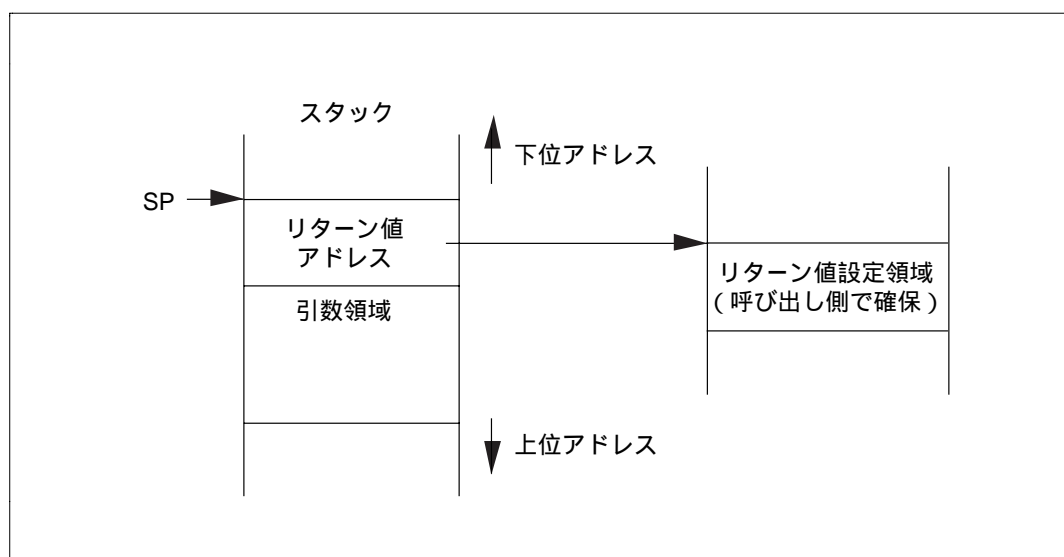 スタック
下位アドレス
SP
リターン値
アドレス
リターン値設定領域
(呼び出し側で確保)
引数領域
上位アドレス